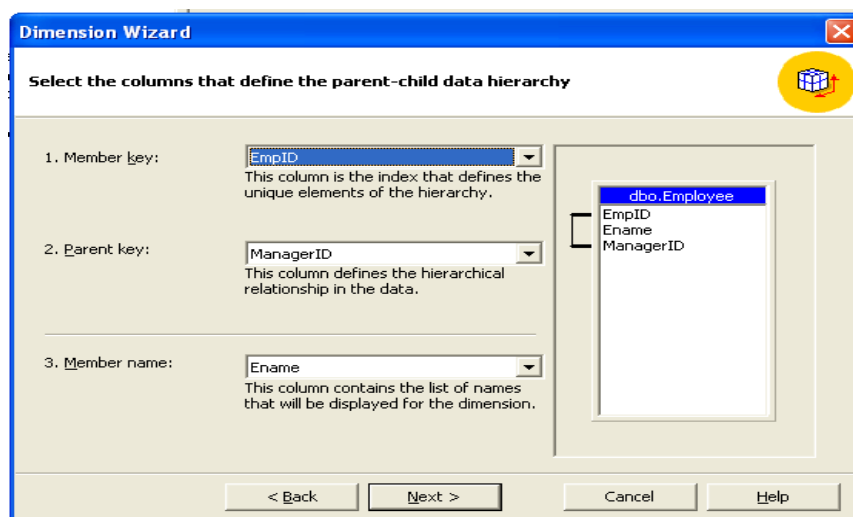 Dimension Wizard
Select the columns that define the parent-child data hierarchy
1. Member key:
EmpID
This column is the index that defines the
unique elements of the hierarchy.
2. Parent key:
ManagerID
This column defines the hierarchical
relationship in the data.
3. Member name:
Ename
This column contains the list of names
that will be displayed for the dimension.
dbo.Employee
EmpID
Ename
ManagerID
< Back
Next >
Cancel
Help